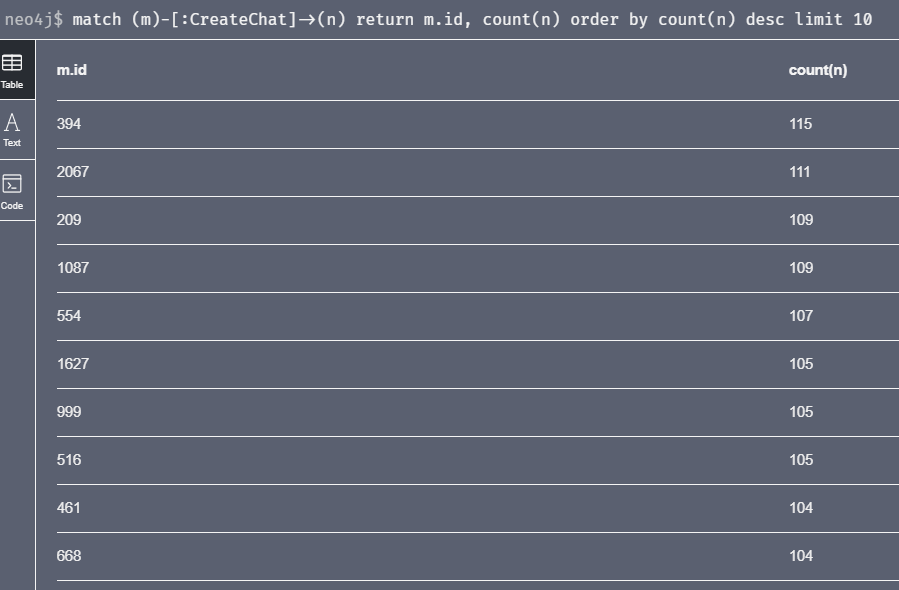 neo4j$ match (m)-[:CreateChat]->(n) return m.id, count(n) order by count(n) desc limit 10
Table
Text
Code
m.id count(n)
394 115
2067 111
209 109
1087 109
554 107
1627 105
999 105
516 105
461 104
668 104